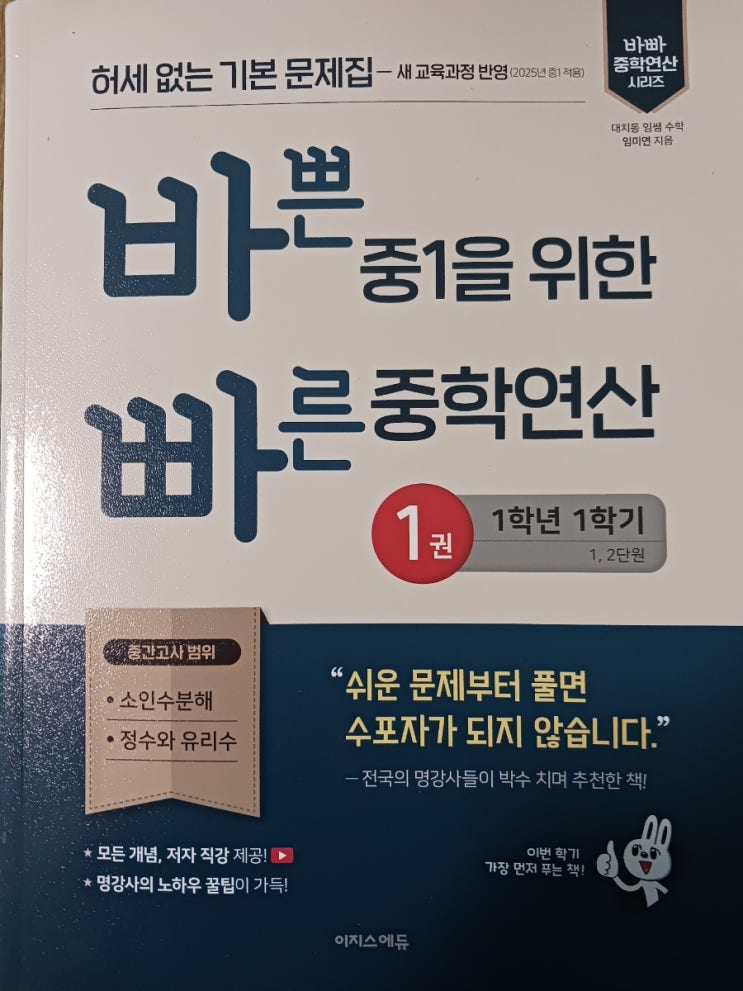 허세 없는 기본 문제집 – 새 교육과정 반영 (2025년 중1 적용)
바빠
중학연산
시리즈
대치동 임쌤 수학
임미연 지음
바쁜 중1을 위한
빠른 중학연산
1권
1학년 1학기
1, 2단원
중간고사 범위
• 소인수분해
• 정수와 유리수
“쉬운 문제부터 풀면
수포자가 되지 않습니다.”
– 전국의 명강사들이 박수 치며 추천한 책!
★ 모든 개념, 저자 직강 제공!
★ 명강사의 노하우 꿀팁이 가득!
이번 학기
가장 먼저 푸는 책!
이지스에듀